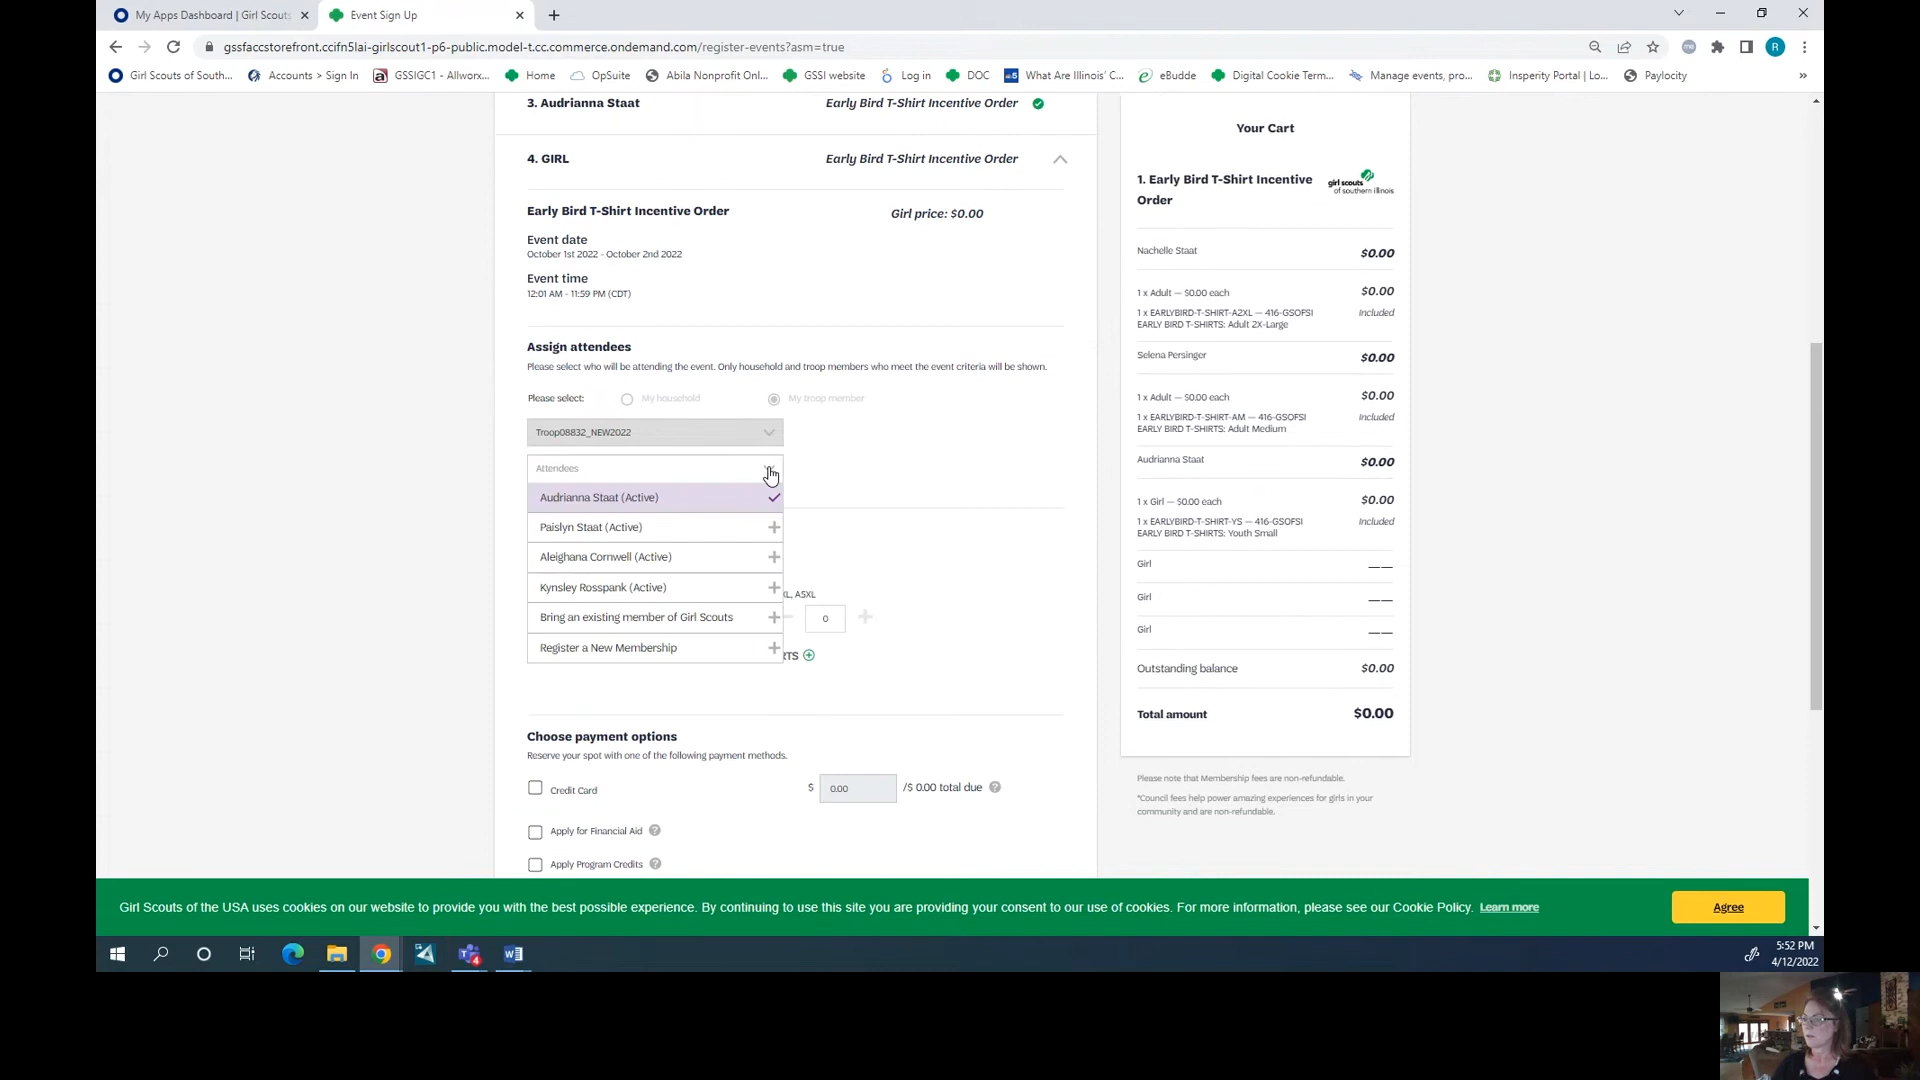 My Apps Dashboard | Girl Scouts
Event Sign Up
gssfaccstorefront.ccifn5lai-girlscout1-p6-public.model-t.cc.commerce.ondemand.com/register-events?asm=true
R
Girl Scouts of South...
Accounts > Sign In
GSSIGC1 - Allworx...
Home
OpSuite
Abila Nonprofit Onl...
GSSI website
Log in
DOC
What Are Illinois' C...
eBudde
Digital Cookie Term...
Manage events, pro...
Insperity Portal | Lo...
Paylocity
»
3. Audrianna Staat
Early Bird T-Shirt Incentive Order
4. GIRL
Early Bird T-Shirt Incentive Order
Early Bird T-Shirt Incentive Order
Girl price: $0.00
Event date
October 1st 2022 - October 2nd 2022
Event time
12:01 AM - 11:59 PM (CDT)
Assign attendees
Please select who will be attending the event. Only household and troop members who meet the event criteria will be shown.
Please select:
My household
My troop member
Troop08832_NEW2022
Attendees
Audrianna Staat (Active)
Paislyn Staat (Active)
Aleighana Cornwell (Active)
Kynsley Rosspank (Active)
Bring an existing member of Girl Scouts
Register a New Membership
XL, A5XL
0
RTS
Choose payment options
Reserve your spot with one of the following payment methods.
Credit Card
$ 0.00 /$ 0.00 total due
Apply for Financial Aid
Apply Program Credits
Your Cart
1. Early Bird T-Shirt Incentive
Order
girl scouts
of southern illinois
Nachelle Staat $0.00
1 x Adult — $0.00 each $0.00
1 x EARLYBIRD-T-SHIRT-A2XL — 416-GSOFSI Included
EARLY BIRD T-SHIRTS: Adult 2X-Large
Selena Persinger $0.00
1 x Adult — $0.00 each $0.00
1 x EARLYBIRD-T-SHIRT-AM — 416-GSOFSI Included
EARLY BIRD T-SHIRTS: Adult Medium
Audrianna Staat $0.00
1 x Girl — $0.00 each $0.00
1 x EARLYBIRD-T-SHIRT-YS — 416-GSOFSI Included
EARLY BIRD T-SHIRTS: Youth Small
Girl ——
Girl ——
Girl ——
Outstanding balance $0.00
Total amount $0.00
Please note that Membership fees are non-refundable.
*Council fees help power amazing experiences for girls in your
community and are non-refundable.
Girl Scouts of the USA uses cookies on our website to provide you with the best possible experience. By continuing to use this site you are providing your consent to our use of cookies. For more information, please see our Cookie Policy. Learn more
Agree
4
5:52 PM
4/12/2022